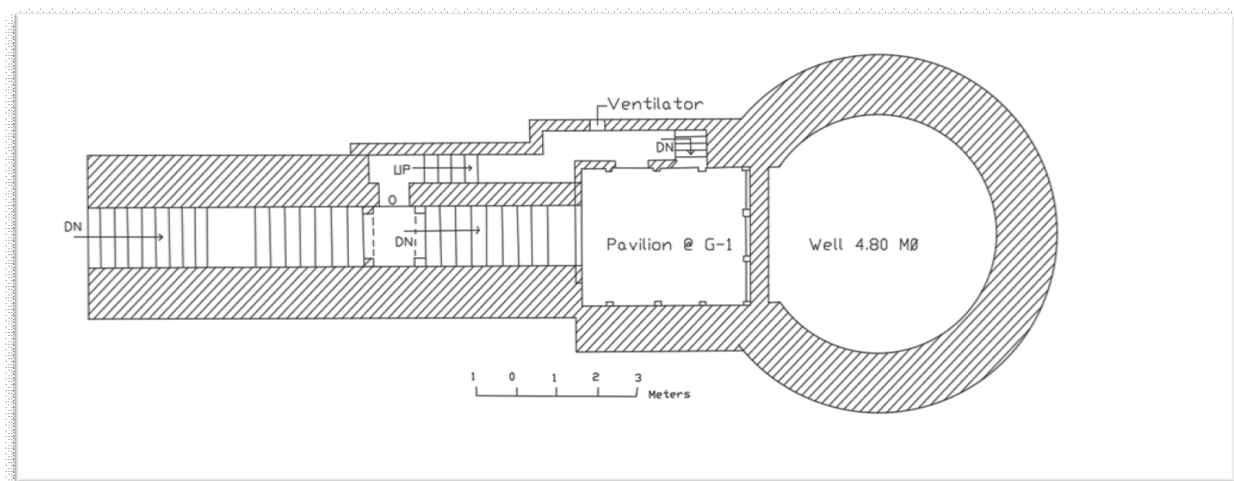 Ventilator
DN
UP
O
DN
DN
Pavilion @ G-1
Well 4.80 MØ
1 0 1 2 3
Meters